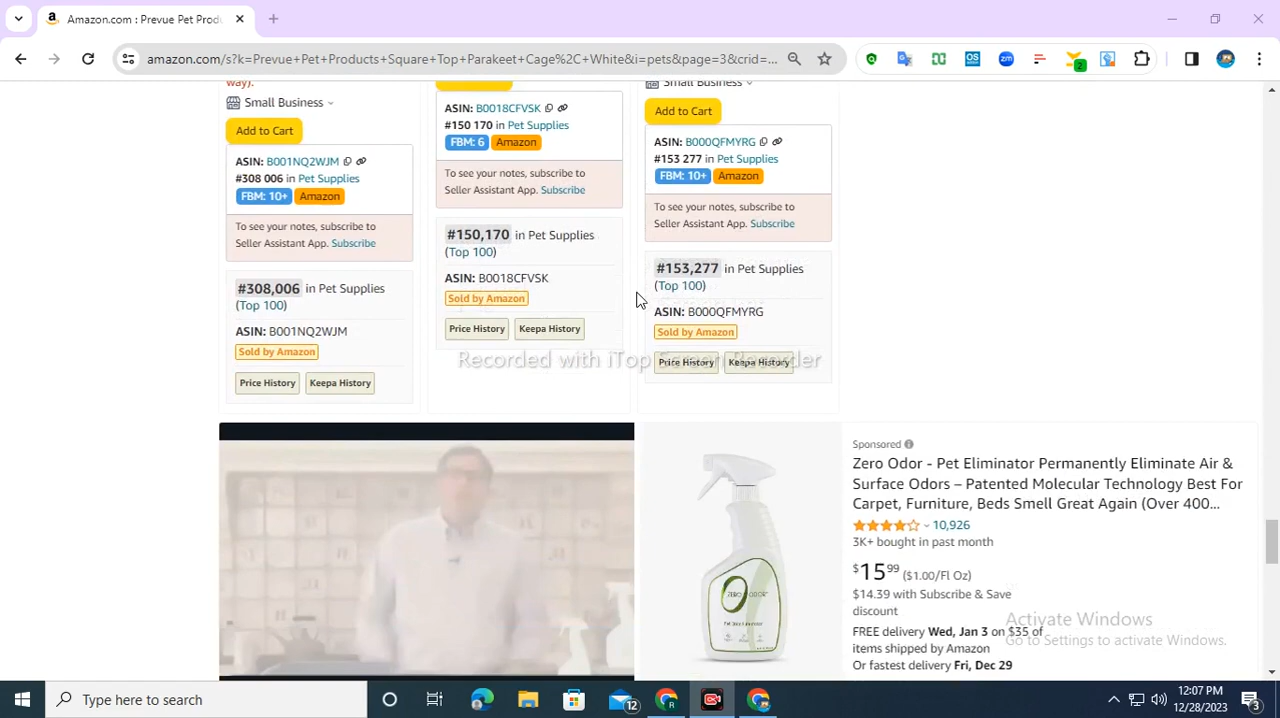 Amazon.com : Prevue Pet Produ
amazon.com/s?k=Prevue+Pet+Products+Square+Top+Parakeet+Cage%2C+White&i=pets&page=3&crid=...
way).
Small Business
Add to Cart
ASIN: B001NQ2WJM
#308 006 in Pet Supplies
FBM: 10+ Amazon
To see your notes, subscribe to
Seller Assistant App. Subscribe
#308,006 in Pet Supplies
(Top 100)
ASIN: B001NQ2WJM
Sold by Amazon
Price History Keepa History
ASIN: B0018CFVSK
#150 170 in Pet Supplies
FBM: 6 Amazon
To see your notes, subscribe to
Seller Assistant App. Subscribe
#150,170 in Pet Supplies
(Top 100)
ASIN: B0018CFVSK
Sold by Amazon
Price History Keepa History
Small Business
Add to Cart
ASIN: B000QFMYRG
#153 277 in Pet Supplies
FBM: 10+ Amazon
To see your notes, subscribe to
Seller Assistant App. Subscribe
#153,277 in Pet Supplies
(Top 100)
ASIN: B000QFMYRG
Sold by Amazon
Price History Keepa History
Recorded with iTop Screen Recorder
ZERO ODOR
Sponsored
Zero Odor - Pet Eliminator Permanently Eliminate Air &
Surface Odors – Patented Molecular Technology Best For
Carpet, Furniture, Beds Smell Great Again (Over 400...
10,926
3K+ bought in past month
$15 99 ($1.00/Fl Oz)
$14.39 with Subscribe & Save
discount
FREE delivery Wed, Jan 3 on $35 of
items shipped by Amazon
Or fastest delivery Fri, Dec 29
Activate Windows
Go to Settings to activate Windows.
Type here to search
12
12:07 PM
12/28/2023
3